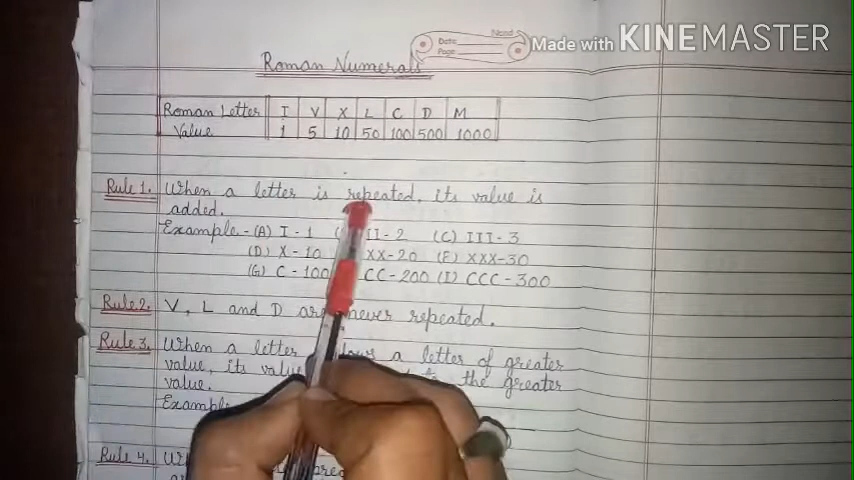 Date
Page
Made with KINEMASTER
Roman Numerals
Roman Letter I V X L C D M
Value 1 5 10 50 100 500 1000
Rule 1. When a letter is repeated, its value is
added.
Example - (A) I - 1 II - 2 (C) III - 3
(D) X - 10 XX - 20 (F) XXX - 30
(G) C - 100 CC - 200 (I) CCC - 300
Rule 2. V, L and D are never repeated.
Rule 3. When a letter a letter of greater
value, its value the greater
value.
Example
Rule 4.